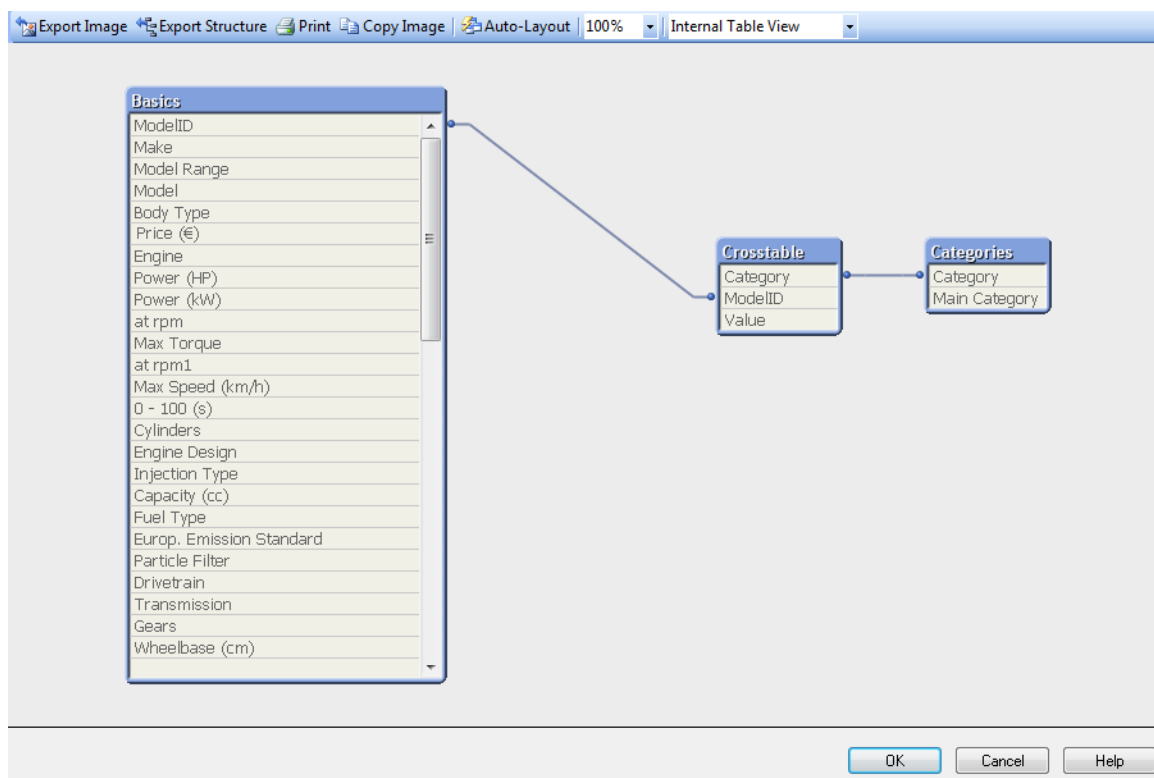 Export Image Export Structure Print Copy Image Auto-Layout 100% Internal Table View
Basics
ModelID
Make
Model Range
Model
Body Type
Price (€)
Engine
Power (HP)
Power (kW)
at rpm
Max Torque
at rpm1
Max Speed (km/h)
0 - 100 (s)
Cylinders
Engine Design
Injection Type
Capacity (cc)
Fuel Type
Europ. Emission Standard
Particle Filter
Drivetrain
Transmission
Gears
Wheelbase (cm)
Crosstable
Category
ModelID
Value
Categories
Category
Main Category
OK Cancel Help